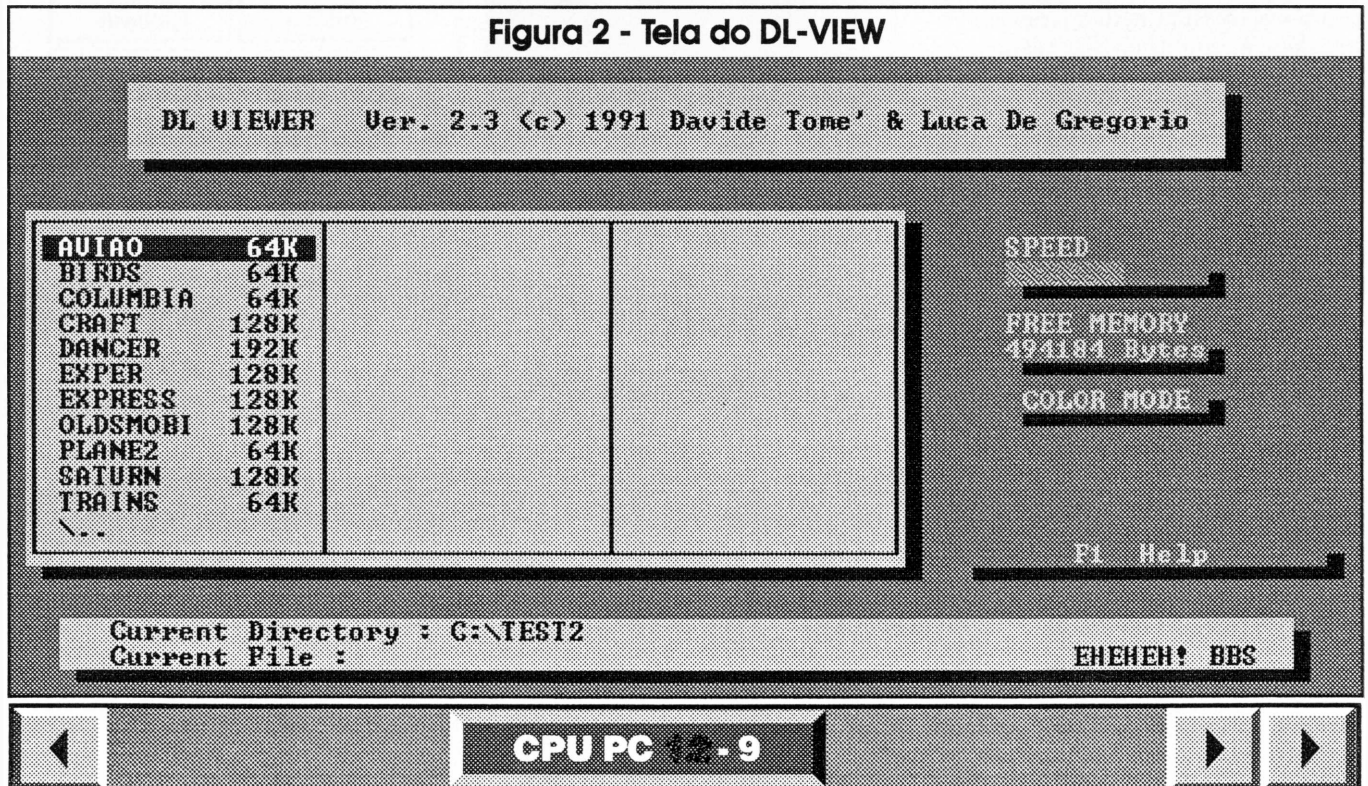 Figura 2 - Tela do DL-VIEW
DL VIEWER Ver. 2.3 (c) 1991 Davide Tome' & Luca De Gregorio
AVIAO 64K
BIRDS 64K
COLUMBIA 64K
CRAFT 128K
DANCER 192K
EXPER 128K
EXPRESS 128K
OLDSMOBI 128K
PLANE2 64K
SATURN 128K
TRAINS 64K
\..
SPEED
FREE MEMORY
494184 Bytes
COLOR MODE
F1 Help
Current Directory : C:\TEST2
Current File :
EHEHEH! BBS
CPU PC 12 - 9